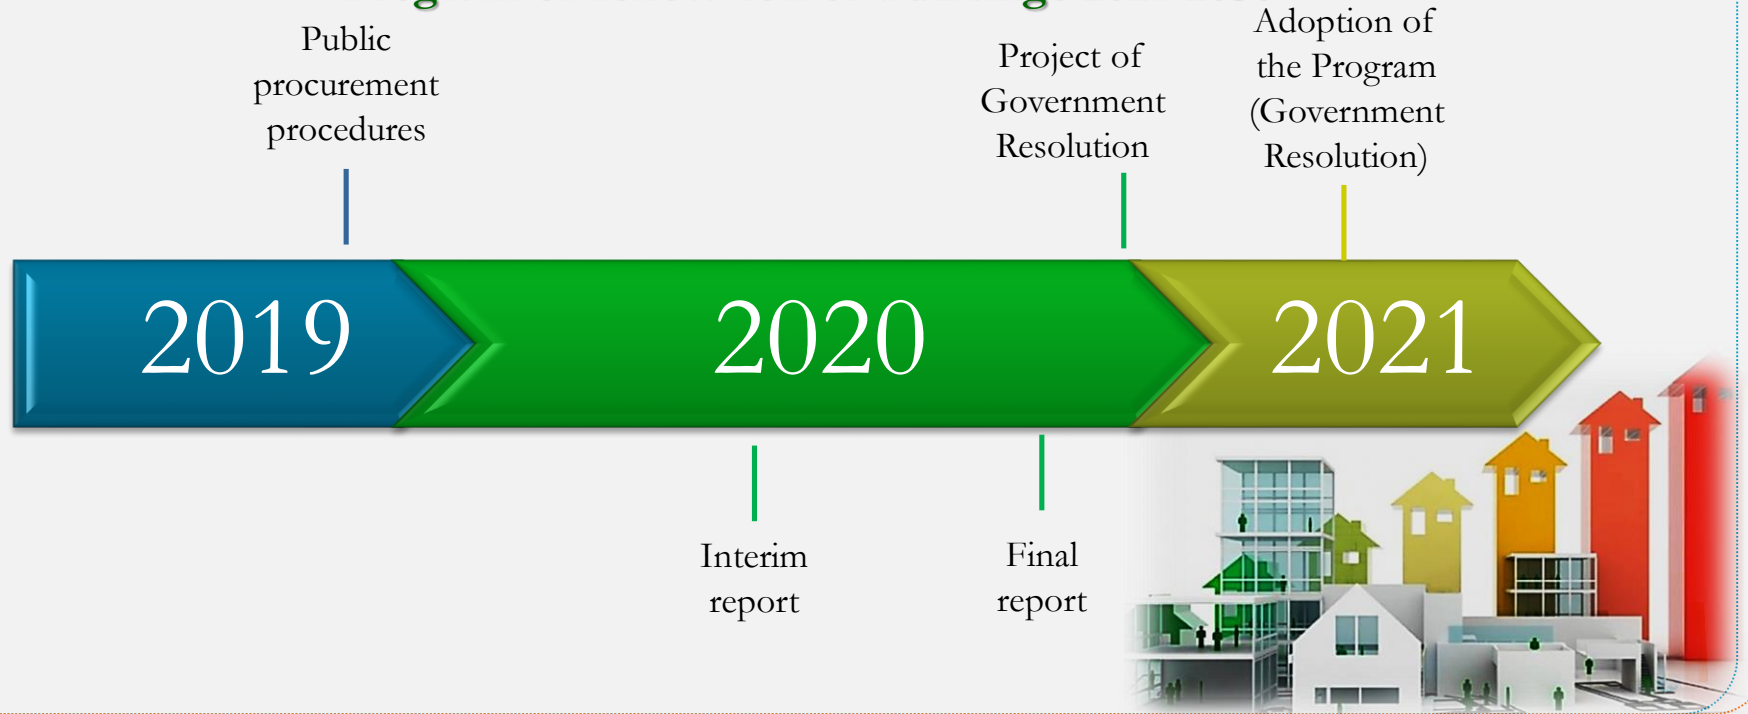 Public
procurement
procedures
Project of
Government
Resolution
Adoption of
the Program
(Government
Resolution)
2019
2020
2021
Interim
report
Final
report